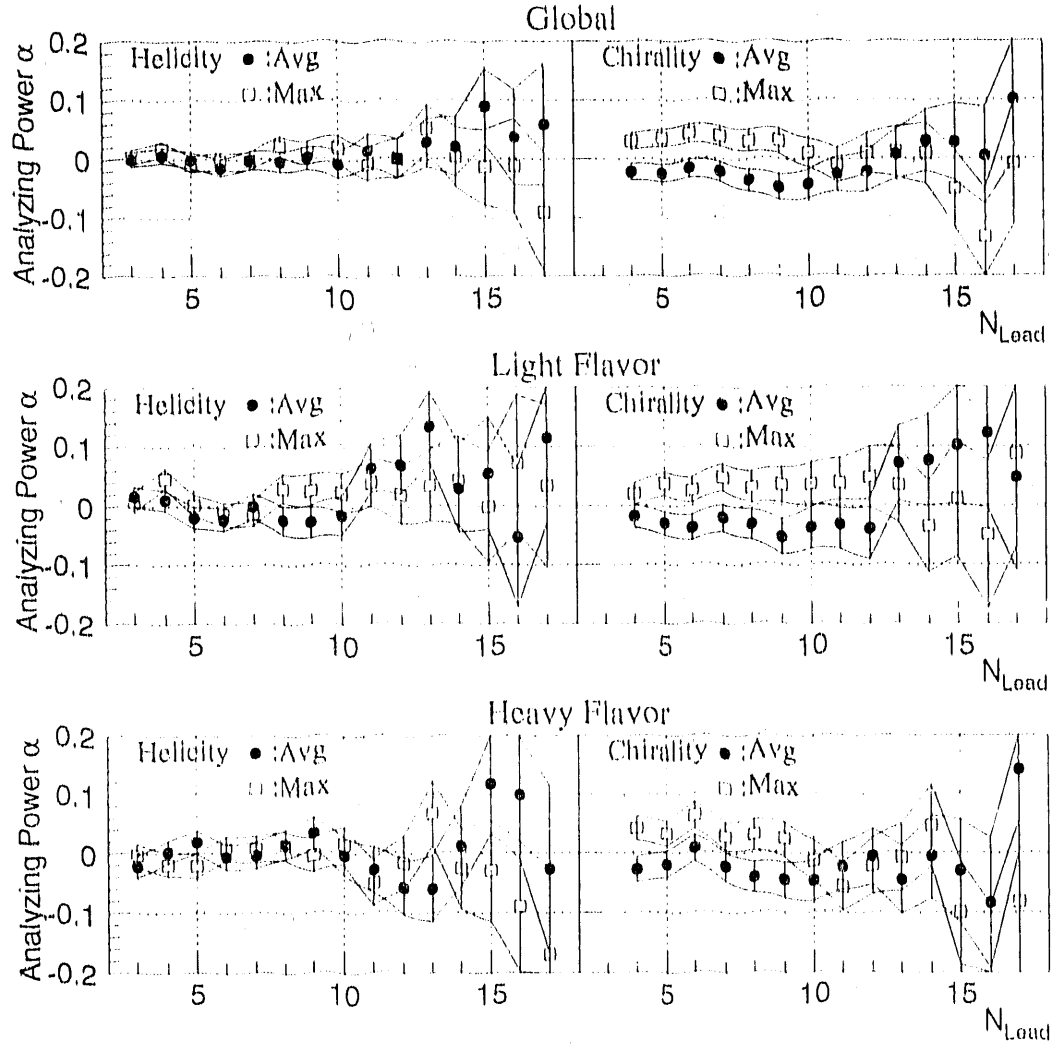 Global
Analyzing Power α
0.2
0.1
0
-0.1
-0.2
Helicity ● :Avg
□ :Max
Chirality ● :Avg
□ :Max
5 10 15 5 10 15
N_Lead
Light Flavor
Analyzing Power α
0.2
0.1
0
-0.1
-0.2
Helicity ● :Avg
□ :Max
Chirality ● :Avg
□ :Max
5 10 15 5 10 15
N_Lead
Heavy Flavor
Analyzing Power α
0.2
0.1
0
-0.1
-0.2
Helicity ● :Avg
□ :Max
Chirality ● :Avg
□ :Max
5 10 15 5 10 15
N_Lead